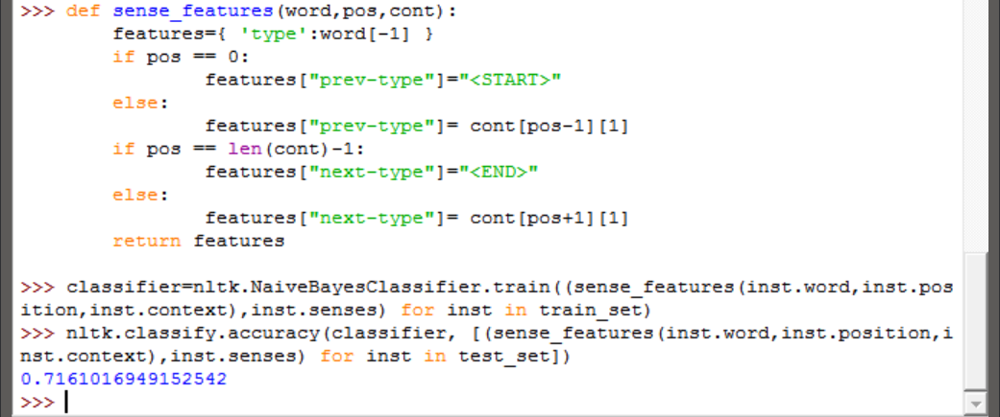 >>> def sense_features(word,pos,cont):
        features={ 'type':word[-1] }
        if pos == 0:
                features["prev-type"]="<START>"
        else:
                features["prev-type"]= cont[pos-1][1]
        if pos == len(cont)-1:
                features["next-type"]="<END>"
        else:
                features["next-type"]= cont[pos+1][1]
        return features

>>> classifier=nltk.NaiveBayesClassifier.train((sense_features(inst.word,inst.pos
ition,inst.context),inst.senses) for inst in train_set)
>>> nltk.classify.accuracy(classifier, [(sense_features(inst.word,inst.position,i
nst.context),inst.senses) for inst in test_set])
0.7161016949152542
>>>